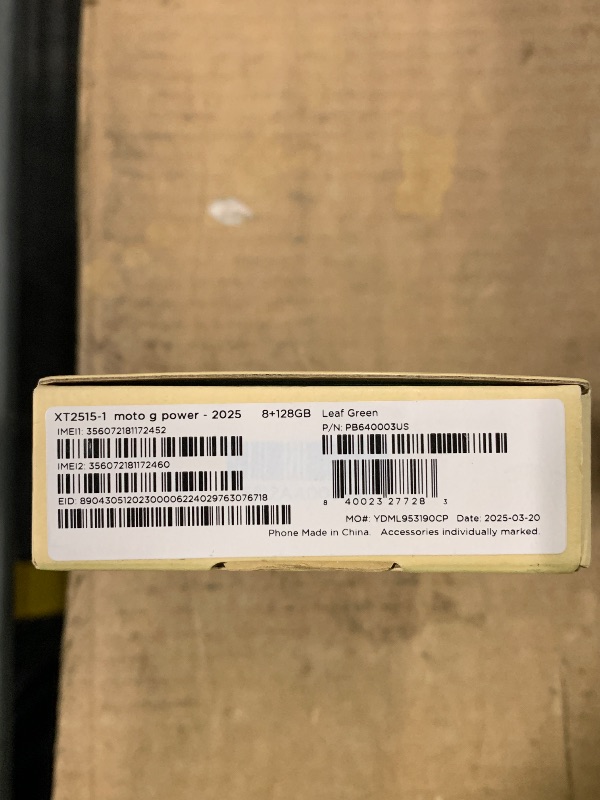 XT2515-1 moto g power - 2025 8+128GB Leaf Green
IMEI1: 356072181172452
P/N: PB640003US
IMEI2: 356072181172460
EID: 89043051202300006224029763076718
8 40023 27728 3
MO#: YDML953190CP Date: 2025-03-20
Phone Made in China. Accessories individually marked.